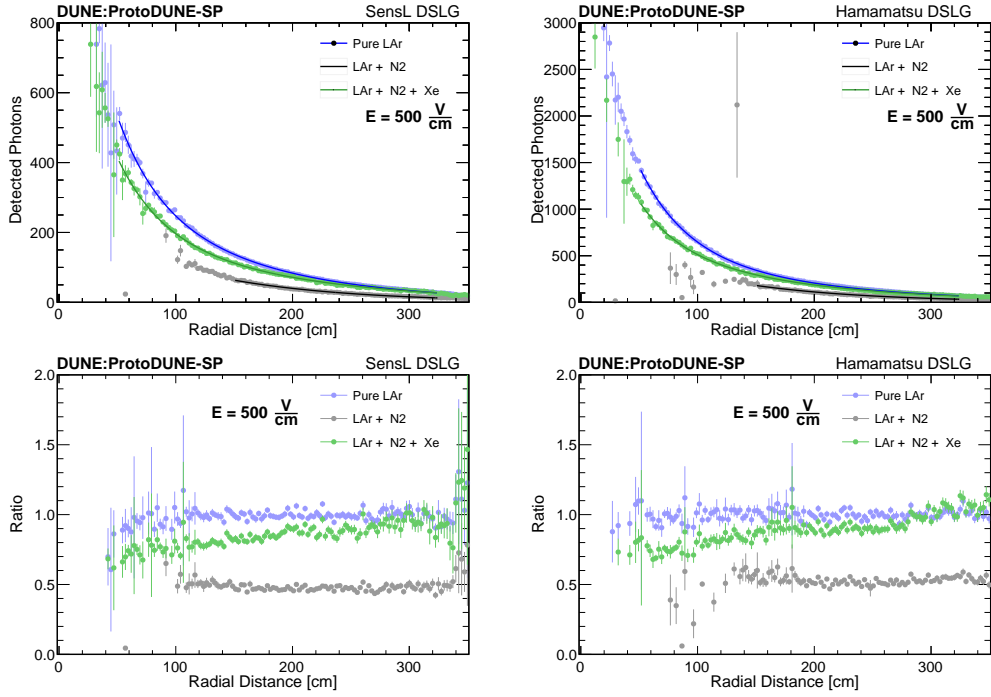 DUNE:ProtoDUNE-SP SensL DSLG
Detected Photons
800
600
400
200
0
Pure LAr
LAr + N2
LAr + N2 + Xe
E = 500 V/cm
0 100 200 300
Radial Distance [cm]
DUNE:ProtoDUNE-SP Hamamatsu DSLG
Detected Photons
3000
2500
2000
1500
1000
500
0
Pure LAr
LAr + N2
LAr + N2 + Xe
E = 500 V/cm
0 100 200 300
Radial Distance [cm]
DUNE:ProtoDUNE-SP SensL DSLG
Ratio
2.0
1.5
1.0
0.5
0.0
E = 500 V/cm
Pure LAr
LAr + N2
LAr + N2 + Xe
0 100 200 300
Radial Distance [cm]
DUNE:ProtoDUNE-SP Hamamatsu DSLG
Ratio
2.0
1.5
1.0
0.5
0.0
E = 500 V/cm
Pure LAr
LAr + N2
LAr + N2 + Xe
0 100 200 300
Radial Distance [cm]